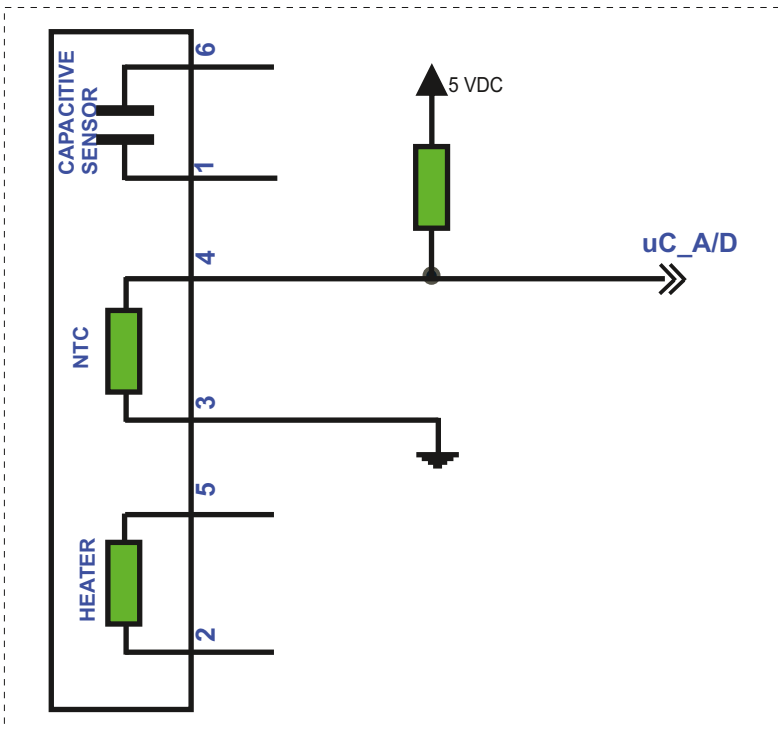 6
CAPACITIVE
SENSOR
5 VDC
1
uC_A/D
4
NTC
3
5
HEATER
2